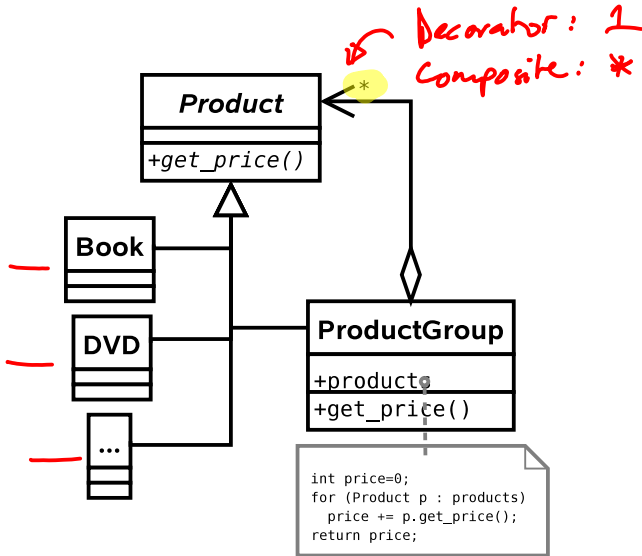 Decorator: 1
Composite: *
*
Product
+get_price()
Book
DVD
...
ProductGroup
+products
+get_price()
int price=0;
for (Product p : products)
price += p.get_price();
return price;